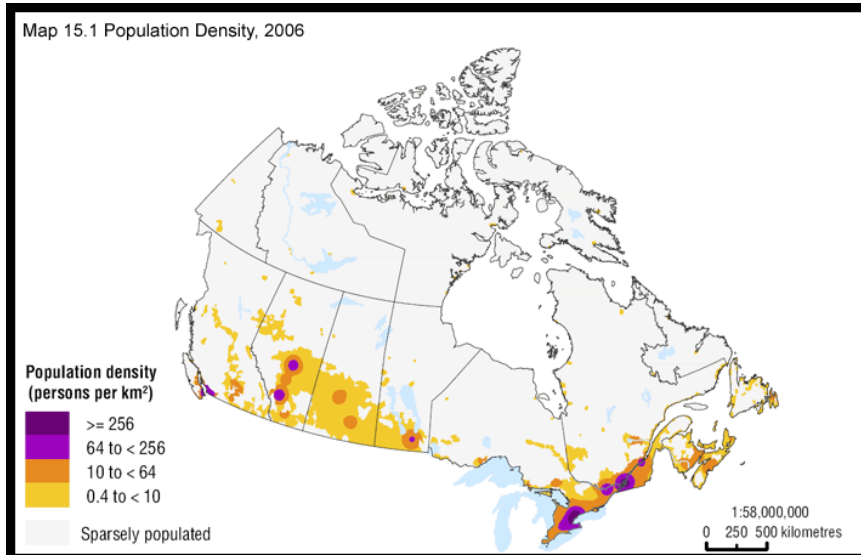 Map 15.1 Population Density, 2006
Population density
(persons per km²)
>= 256
64 to < 256
10 to < 64
0.4 to < 10
Sparsely populated
1:58,000,000
0 250 500 kilometres